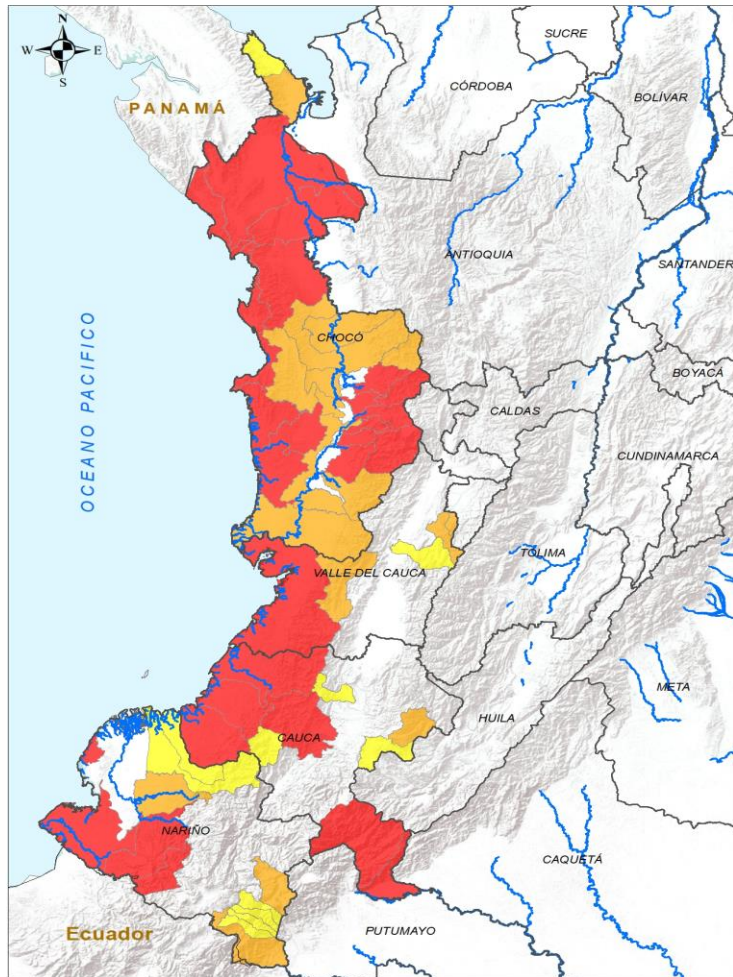 N
W E
S
SUCRE
CÓRDOBA
BOLÍVAR
PANAMÁ
ANTIOQUIA
SANTANDER
OCEANO PACIFICO
CHOCÓ
BOYACÁ
CALDAS
CUNDINAMARCA
TOLIMA
VALLE DEL CAUCA
META
HUILA
CAUCA
NARIÑO
CAQUETÁ
PUTUMAYO
Ecuador